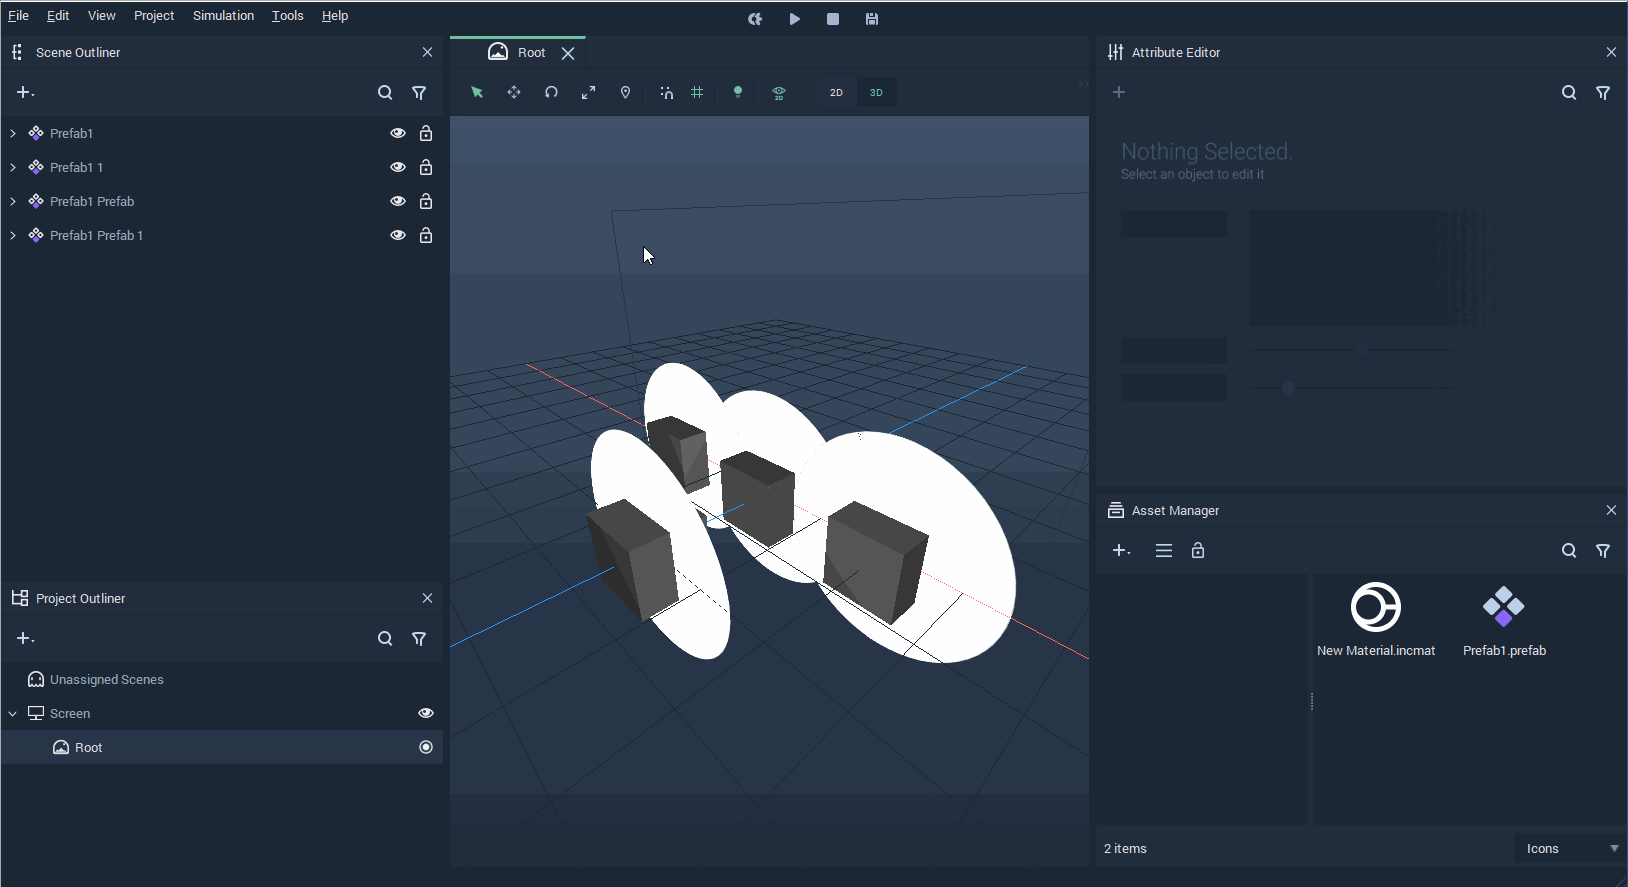 File Edit View Project Simulation Tools Help
Scene Outliner
Prefab1
Prefab1 1
Prefab1 Prefab
Prefab1 Prefab 1
Project Outliner
Unassigned Scenes
Screen
Root
Root
2D
2D 3D
Attribute Editor
Nothing Selected.
Select an object to edit it
Asset Manager
New Material.incmat
Prefab1.prefab
2 items
Icons